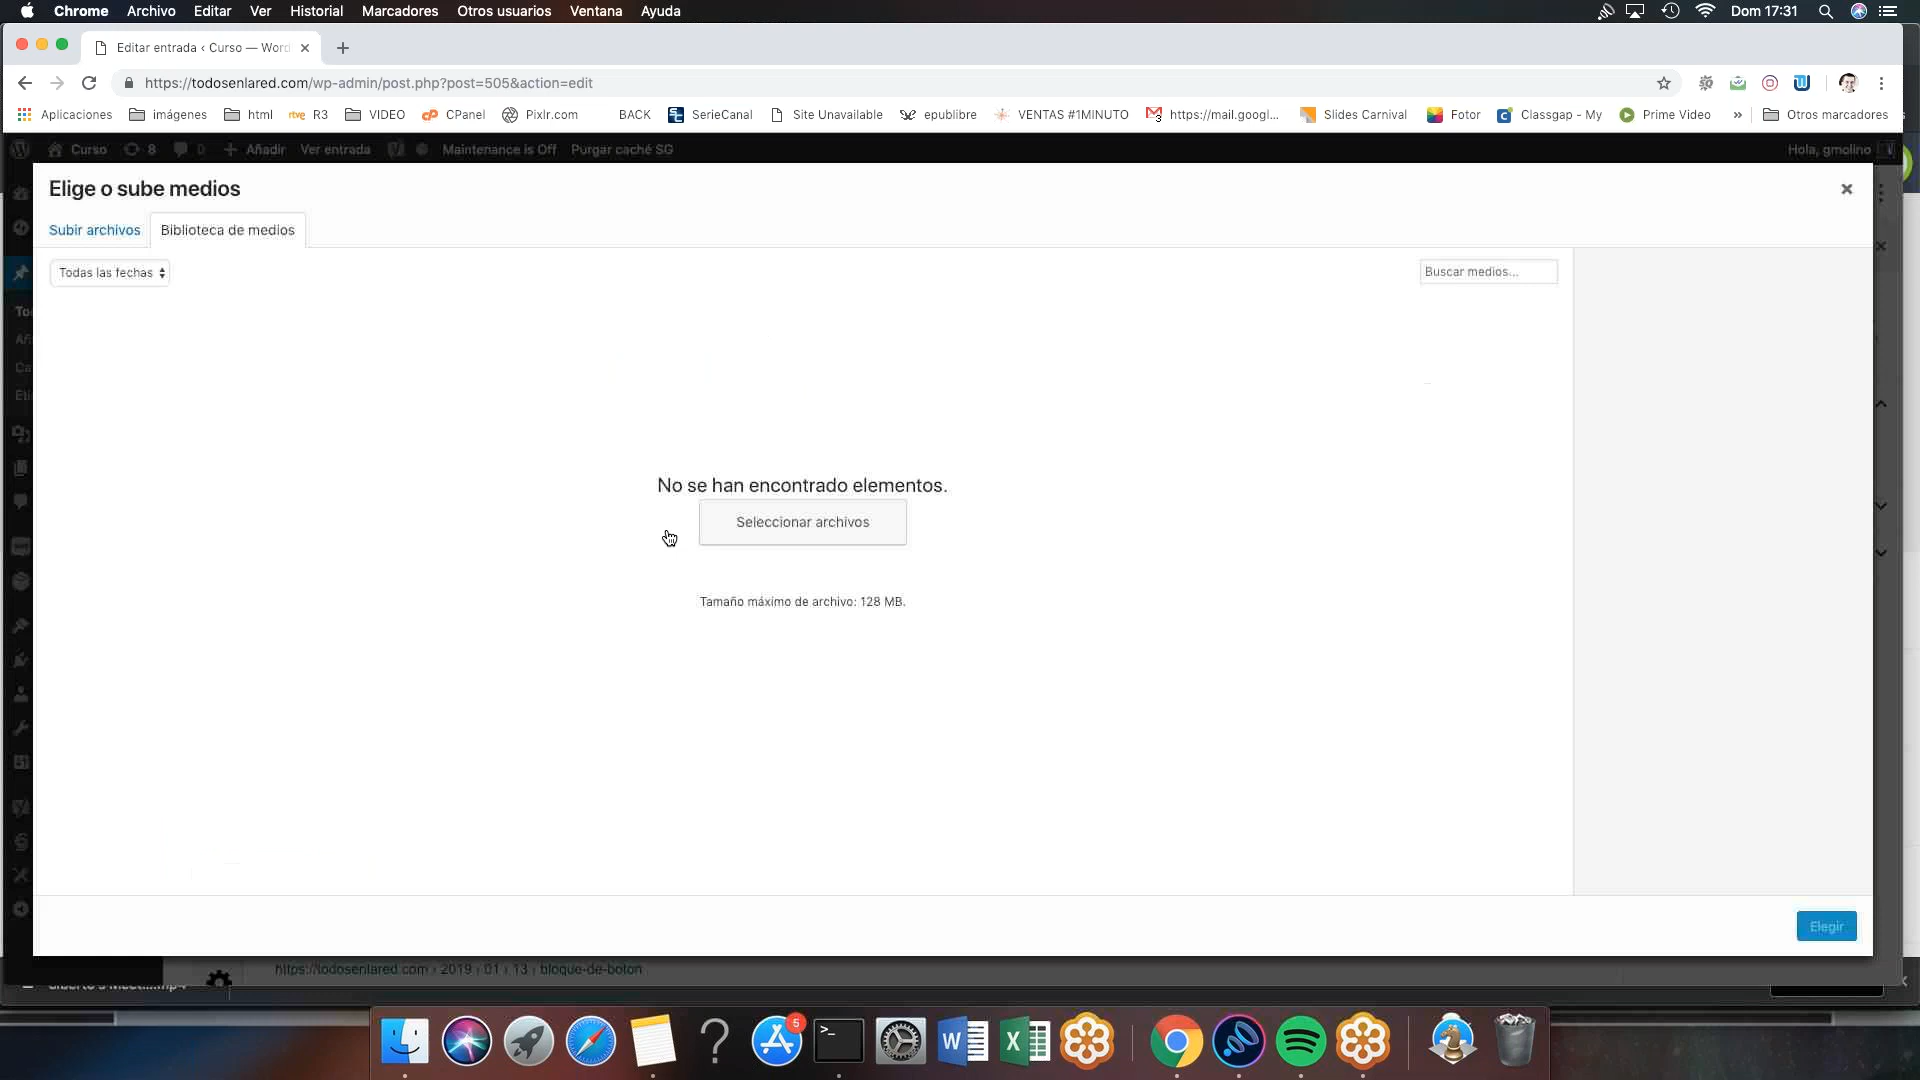 Chrome Archivo Editar Ver Historial Marcadores Otros usuarios Ventana Ayuda Dom 17:31
Editar entrada ‹ Curso — Word
https://todosenlared.com/wp-admin/post.php?post=505&action=edit
Aplicaciones imágenes html rtve R3 VIDEO CPanel Pixlr.com BACK SerieCanal Site Unavailable epublibre VENTAS #1MINUTO https://mail.googl... Slides Carnival Fotor Classgap - My Prime Video » Otros marcadores
Curso 8 0 Añadir Ver entrada Maintenance is Off Purgar caché SG Hola, gmolino
Elige o sube medios
Subir archivos Biblioteca de medios
Todas las fechas Buscar medios...
No se han encontrado elementos.
Seleccionar archivos
Tamaño máximo de archivo: 128 MB.
Elegir
https://todosenlared.com › 2019 › 01 › 13 › bloque-de-boton
5